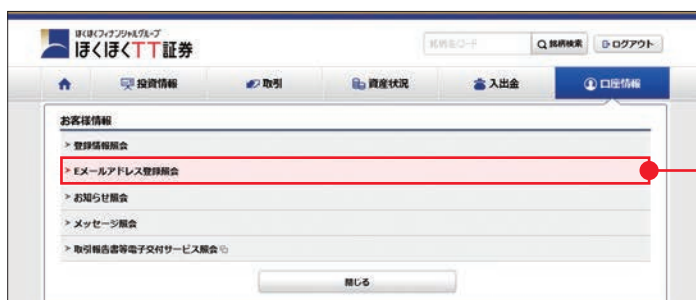 ほくほくフィナンシャルグループ
ほくほくTT証券
銘柄名/コード
銘柄検索
ログアウト
投資情報
取引
資産状況
入出金
口座情報
お客様情報
> 登録情報照会
> Eメールアドレス登録照会
> お知らせ照会
> メッセージ照会
> 取引報告書等電子交付サービス照会
閉じる